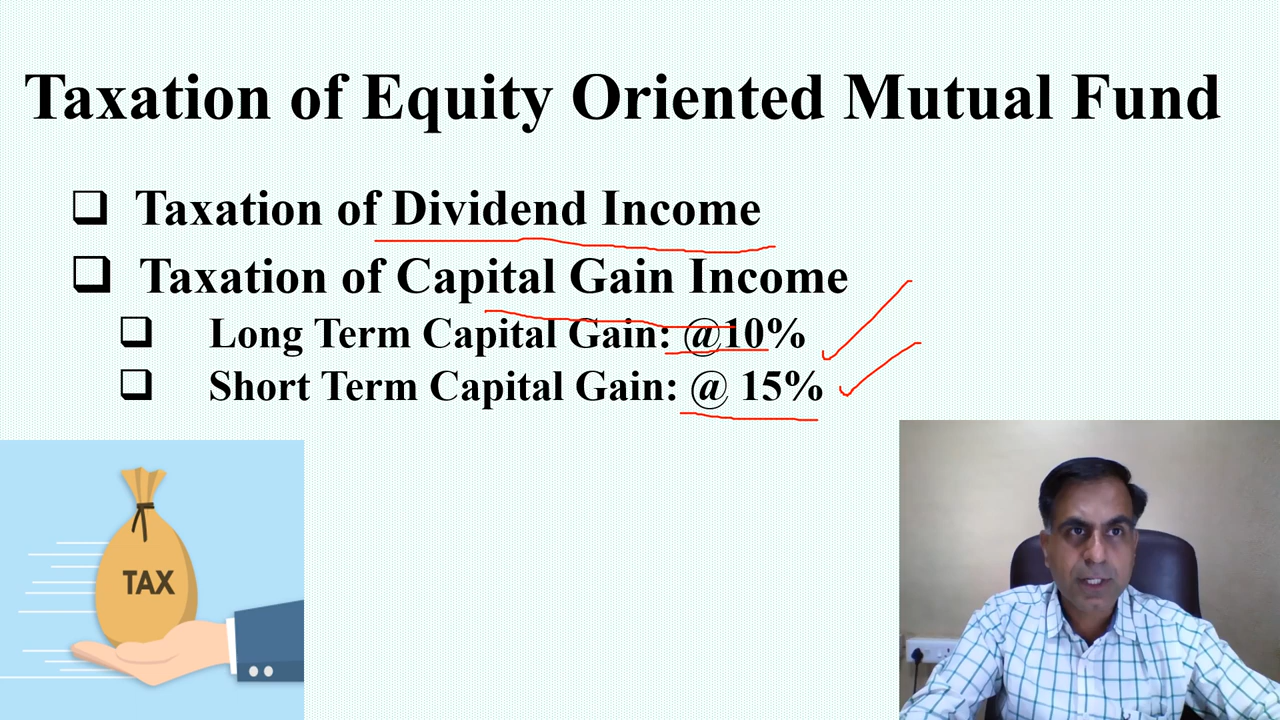 Taxation of Equity Oriented Mutual Fund
❑ Taxation of Dividend Income
❑ Taxation of Capital Gain Income
❑ Long Term Capital Gain: @10%
❑ Short Term Capital Gain: @ 15%
TAX